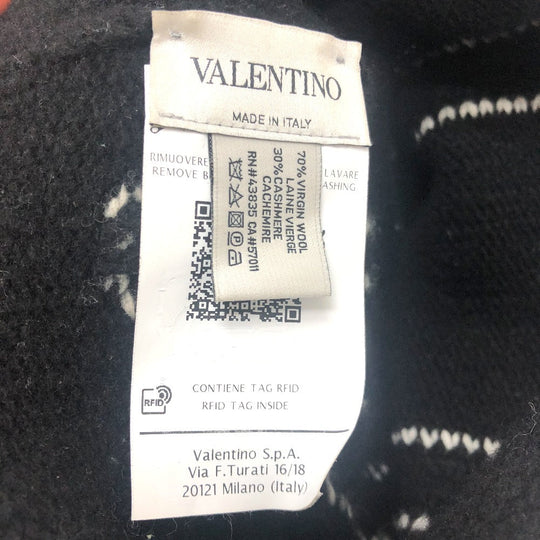 VALENTINO
MADE IN ITALY
70% VIRGIN WOOL
LAINE VIERGE
30% CASHMERE
CACHEMIRE
RN#43835 CA#57011
RIMUOVERE
LAVARE
REMOVE B
ASHING
CONTIENE TAG RFID
RFID TAG INSIDE
RFID
Valentino S.p.A.
Via F.Turati 16/18
20121 Milano (Italy)